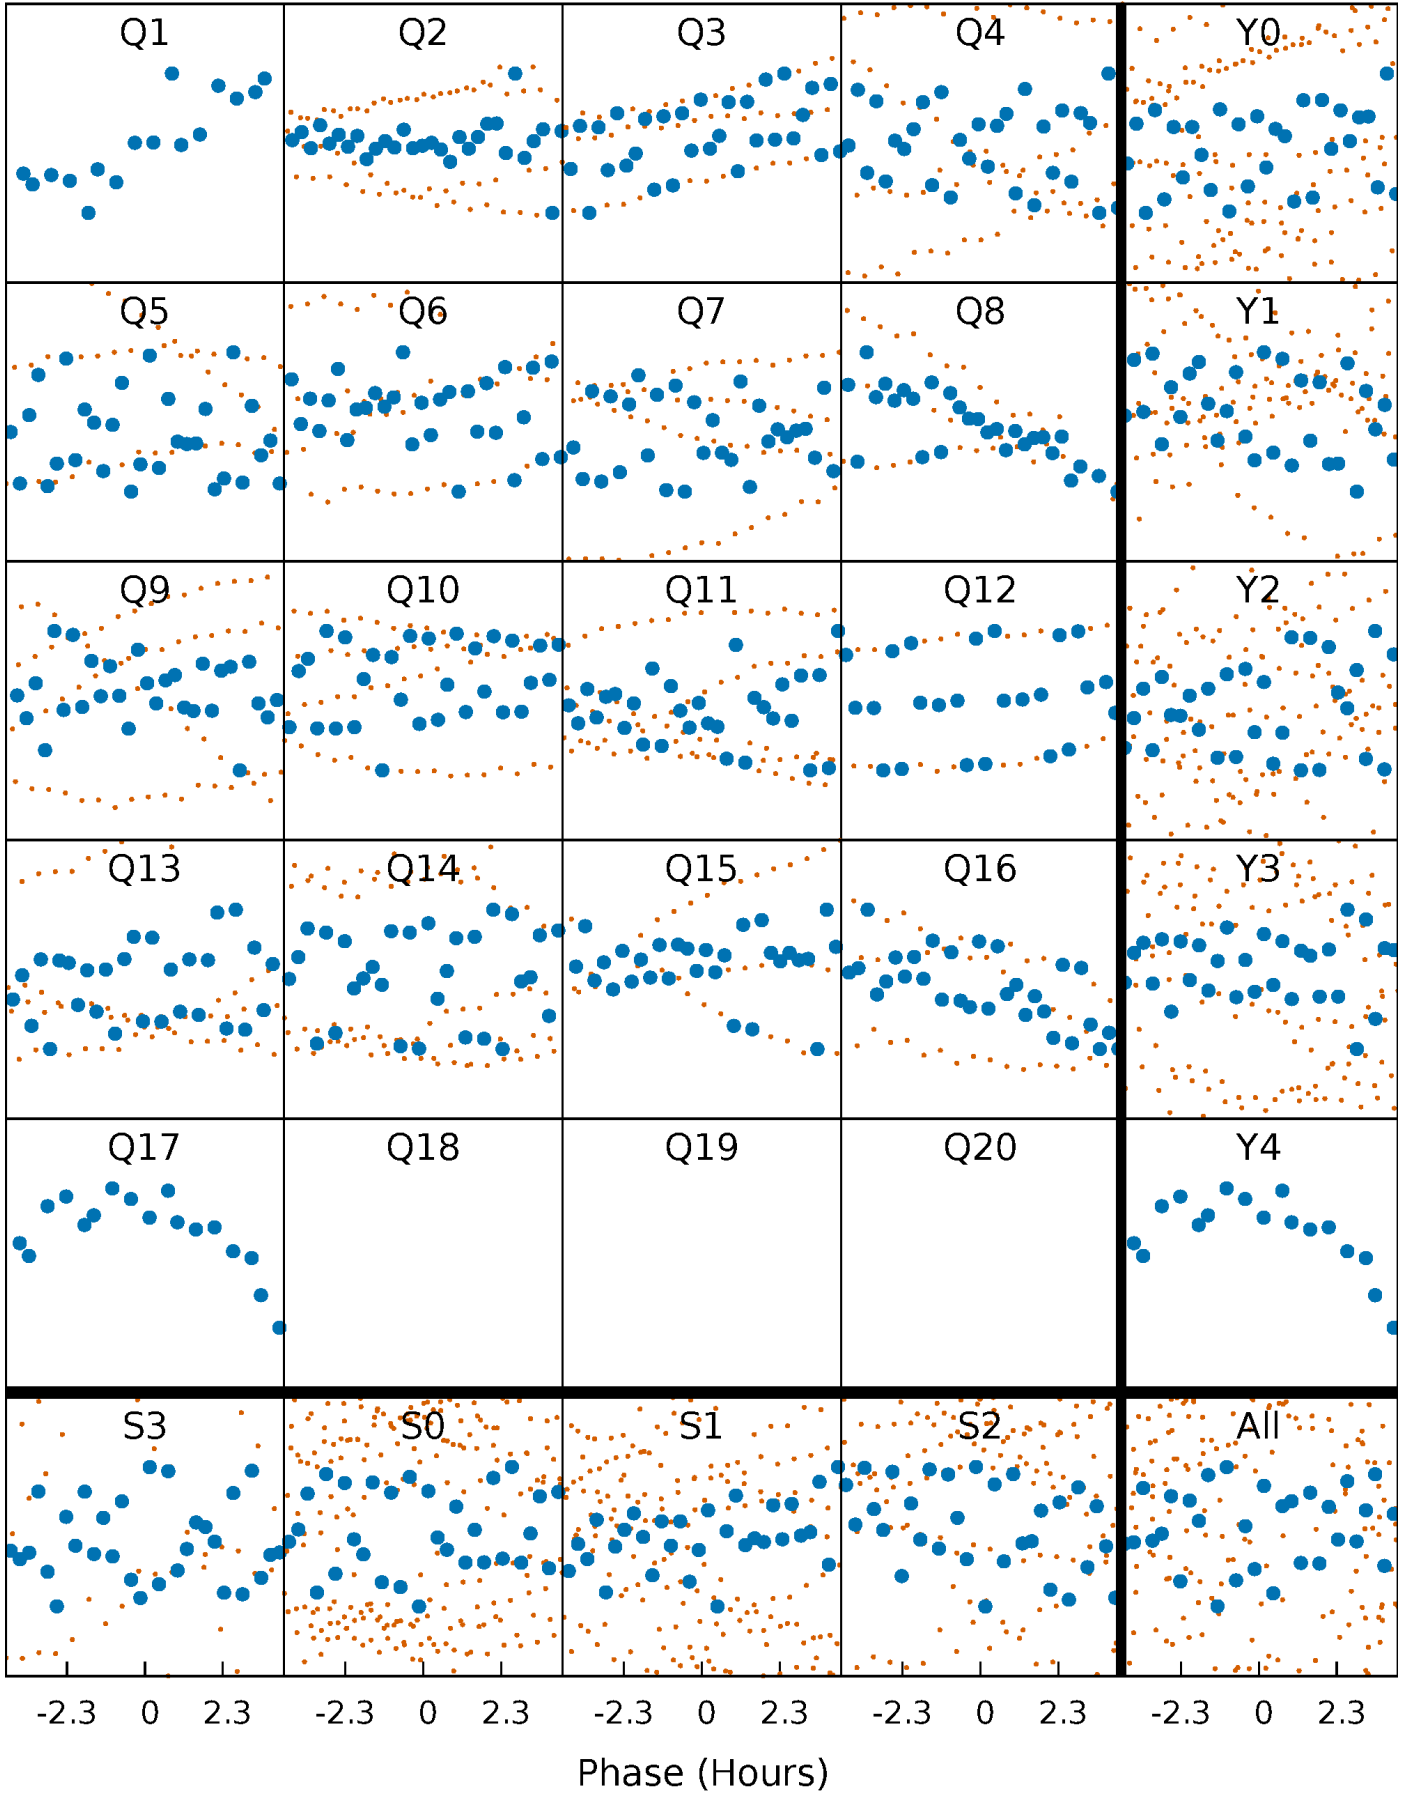 Q1 Q2 Q3 Q4 Y0
Q5 Q6 Q7 Q8 Y1
Q9 Q10 Q11 Q12 Y2
Q13 Q14 Q15 Q16 Y3
Q17 Q18 Q19 Q20 Y4
S3 S0 S1 S2 All
-2.3 0 2.3 -2.3 0 2.3 -2.3 0 2.3 -2.3 0 2.3 -2.3 0 2.3
Phase (Hours)